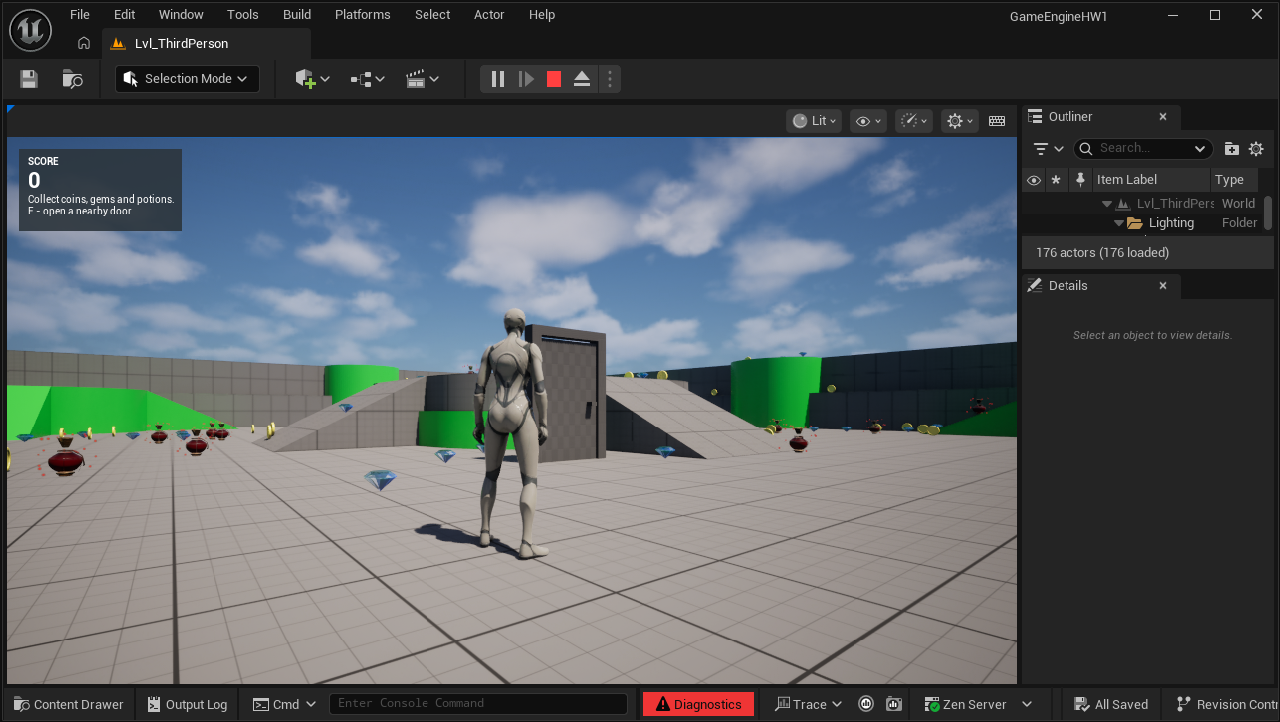 File Edit Window Tools Build Platforms Select Actor Help
GameEngineHW1
Lvl_ThirdPerson
Selection Mode
Lit
SCORE
0
Collect coins, gems and potions.
E - open a nearby door
Outliner
Search...
Item Label Type
Lvl_ThirdPers World
Lighting Folder
176 actors (176 loaded)
Details
Select an object to view details.
Content Drawer Output Log Cmd Enter Console Command Diagnostics Trace Zen Server All Saved Revision Contr